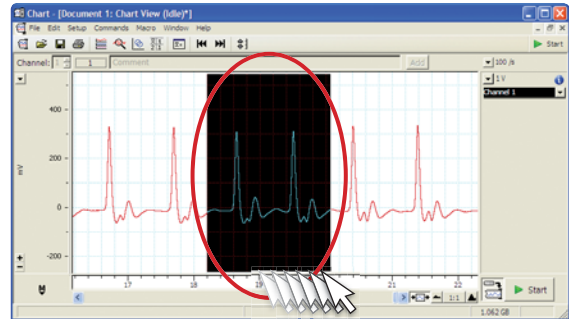 Chart - [Document 1: Chart View (Idle)*]
File Edit Setup Commands Macro Window Help
Start
Channel: 1 1 Comment Add 100 /s
1 V
Channel 1
400
200
mV
0
-200
17 18 19 21 22
1:1 Start
1.062 GB